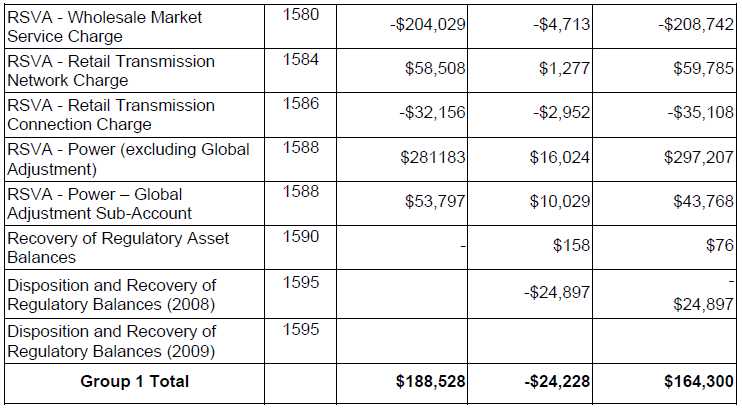 RSVA - Wholesale Market Service Charge 1580 -$204,029 -$4,713 -$208,742
RSVA - Retail Transmission Network Charge 1584 $58,508 $1,277 $59,785
RSVA - Retail Transmission Connection Charge 1586 -$32,156 -$2,952 -$35,108
RSVA - Power (excluding Global Adjustment) 1588 $281183 $16,024 $297,207
RSVA - Power – Global Adjustment Sub-Account 1588 $53,797 $10,029 $43,768
Recovery of Regulatory Asset Balances 1590 - $158 $76
Disposition and Recovery of Regulatory Balances (2008) 1595 -$24,897 - $24,897
Disposition and Recovery of Regulatory Balances (2009) 1595
Group 1 Total $188,528 -$24,228 $164,300